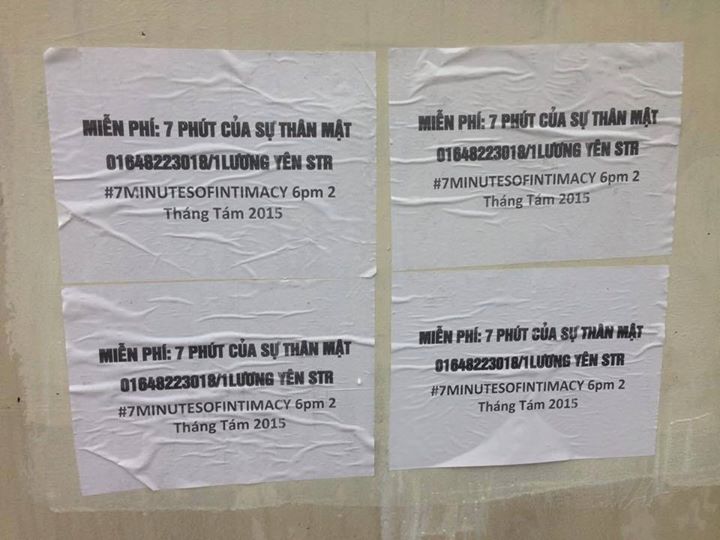 MIỄN PHÍ: 7 PHÚT CỦA SỰ THÂN MẬT
01648223018/1LƯƠNG YÊN STR
#7MINUTESOFINTIMACY 6pm 2
Tháng Tám 2015
MIỄN PHÍ: 7 PHÚT CỦA SỰ THÂN MẬT
01648223018/1LƯƠNG YÊN STR
#7MINUTESOFINTIMACY 6pm 2
Tháng Tám 2015
MIỄN PHÍ: 7 PHÚT CỦA SỰ THÂN MẬT
01648223018/1LƯƠNG YÊN STR
#7MINUTESOFINTIMACY 6pm 2
Tháng Tám 2015
MIỄN PHÍ: 7 PHÚT CỦA SỰ THÂN MẬT
01648223018/1LƯƠNG YÊN STR
#7MINUTESOFINTIMACY 6pm 2
Tháng Tám 2015